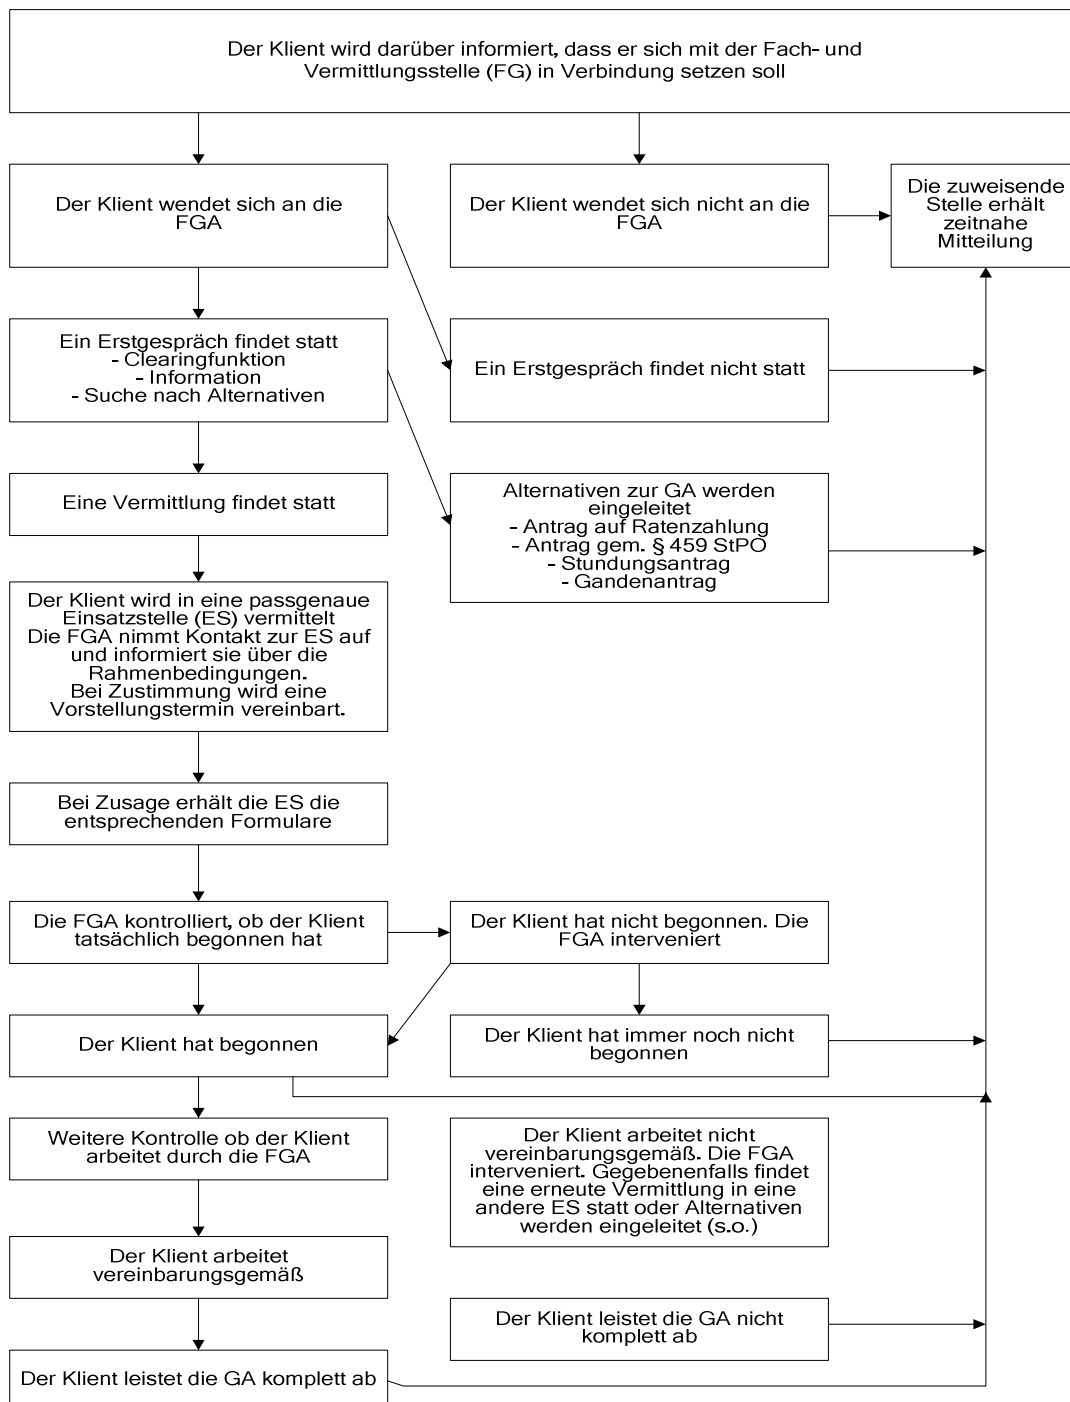 Der Klient wird darüber informiert, dass er sich mit der Fach- und
Vermittlungsstelle (FG) in Verbindung setzen soll
Der Klient wendet sich an die
FGA
Der Klient wendet sich nicht an die
FGA
Die zuweisende
Stelle erhält
zeitnahe
Mitteilung
Ein Erstgespräch findet statt
- Clearingfunktion
- Information
- Suche nach Alternativen
Ein Erstgespräch findet nicht statt
Eine Vermittlung findet statt
Alternativen zur GA werden
eingeleitet
- Antrag auf Ratenzahlung
- Antrag gem. § 459 StPO
- Stundungsantrag
- Gandenantrag
Der Klient wird in eine passgenaue
Einsatzstelle (ES) vermittelt
Die FGA nimmt Kontakt zur ES auf
und informiert sie über die
Rahmenbedingungen.
Bei Zustimmung wird eine
Vorstellungstermin vereinbart.
Bei Zusage erhält die ES die
entsprechenden Formulare
Die FGA kontrolliert, ob der Klient
tatsächlich begonnen hat
Der Klient hat nicht begonnen. Die
FGA interveniert
Der Klient hat begonnen
Der Klient hat immer noch nicht
begonnen
Weitere Kontrolle ob der Klient
arbeitet durch die FGA
Der Klient arbeitet nicht
vereinbarungsgemäß. Die FGA
interveniert. Gegebenenfalls findet
eine erneute Vermittlung in eine
andere ES statt oder Alternativen
werden eingeleitet (s.o.)
Der Klient arbeitet
vereinbarungsgemäß
Der Klient leistet die GA nicht
komplett ab
Der Klient leistet die GA komplett ab